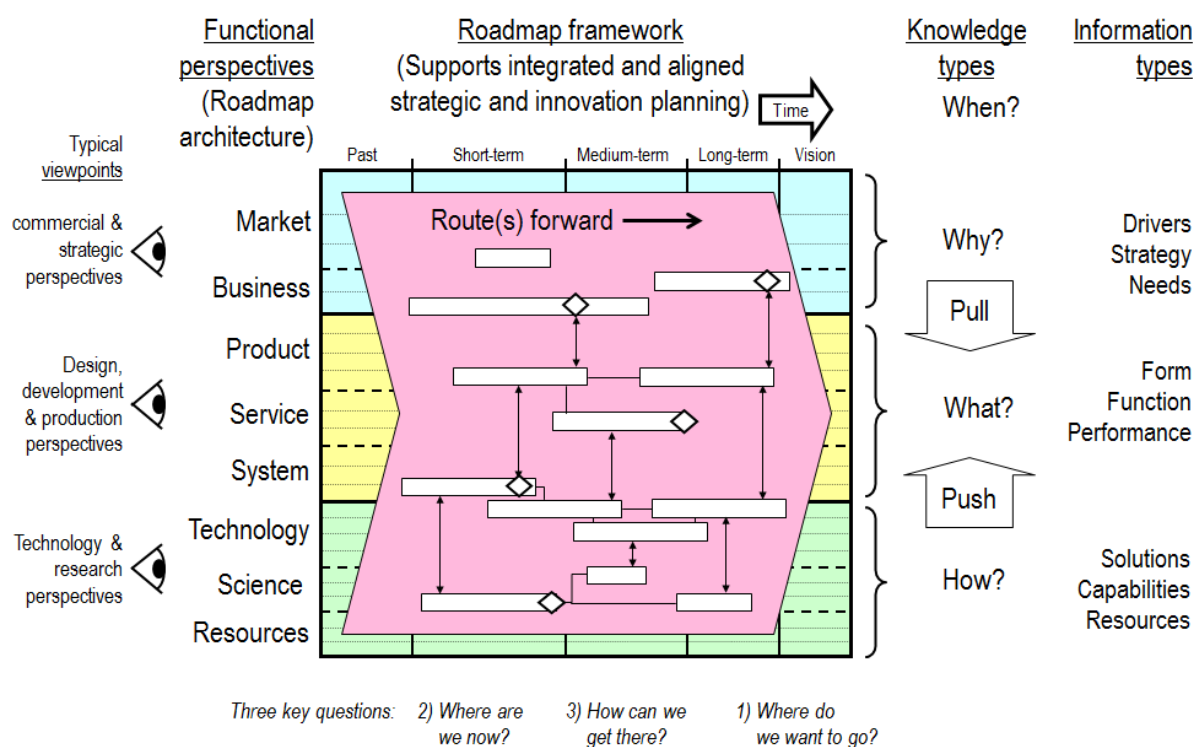 Functional
perspectives
(Roadmap
architecture)
Roadmap framework
(Supports integrated and aligned
strategic and innovation planning)
Time
Knowledge
types
When?
Information
types
Typical
viewpoints
Past
Short-term
Medium-term
Long-term
Vision
commercial &
strategic
perspectives
Market
Business
Route(s) forward
Why?
Drivers
Strategy
Needs
Pull
Design,
development
& production
perspectives
Product
Service
System
What?
Form
Function
Performance
Push
Technology &
research
perspectives
Technology
Science
Resources
How?
Solutions
Capabilities
Resources
Three key questions:
2) Where are
we now?
3) How can we
get there?
1) Where do
we want to go?